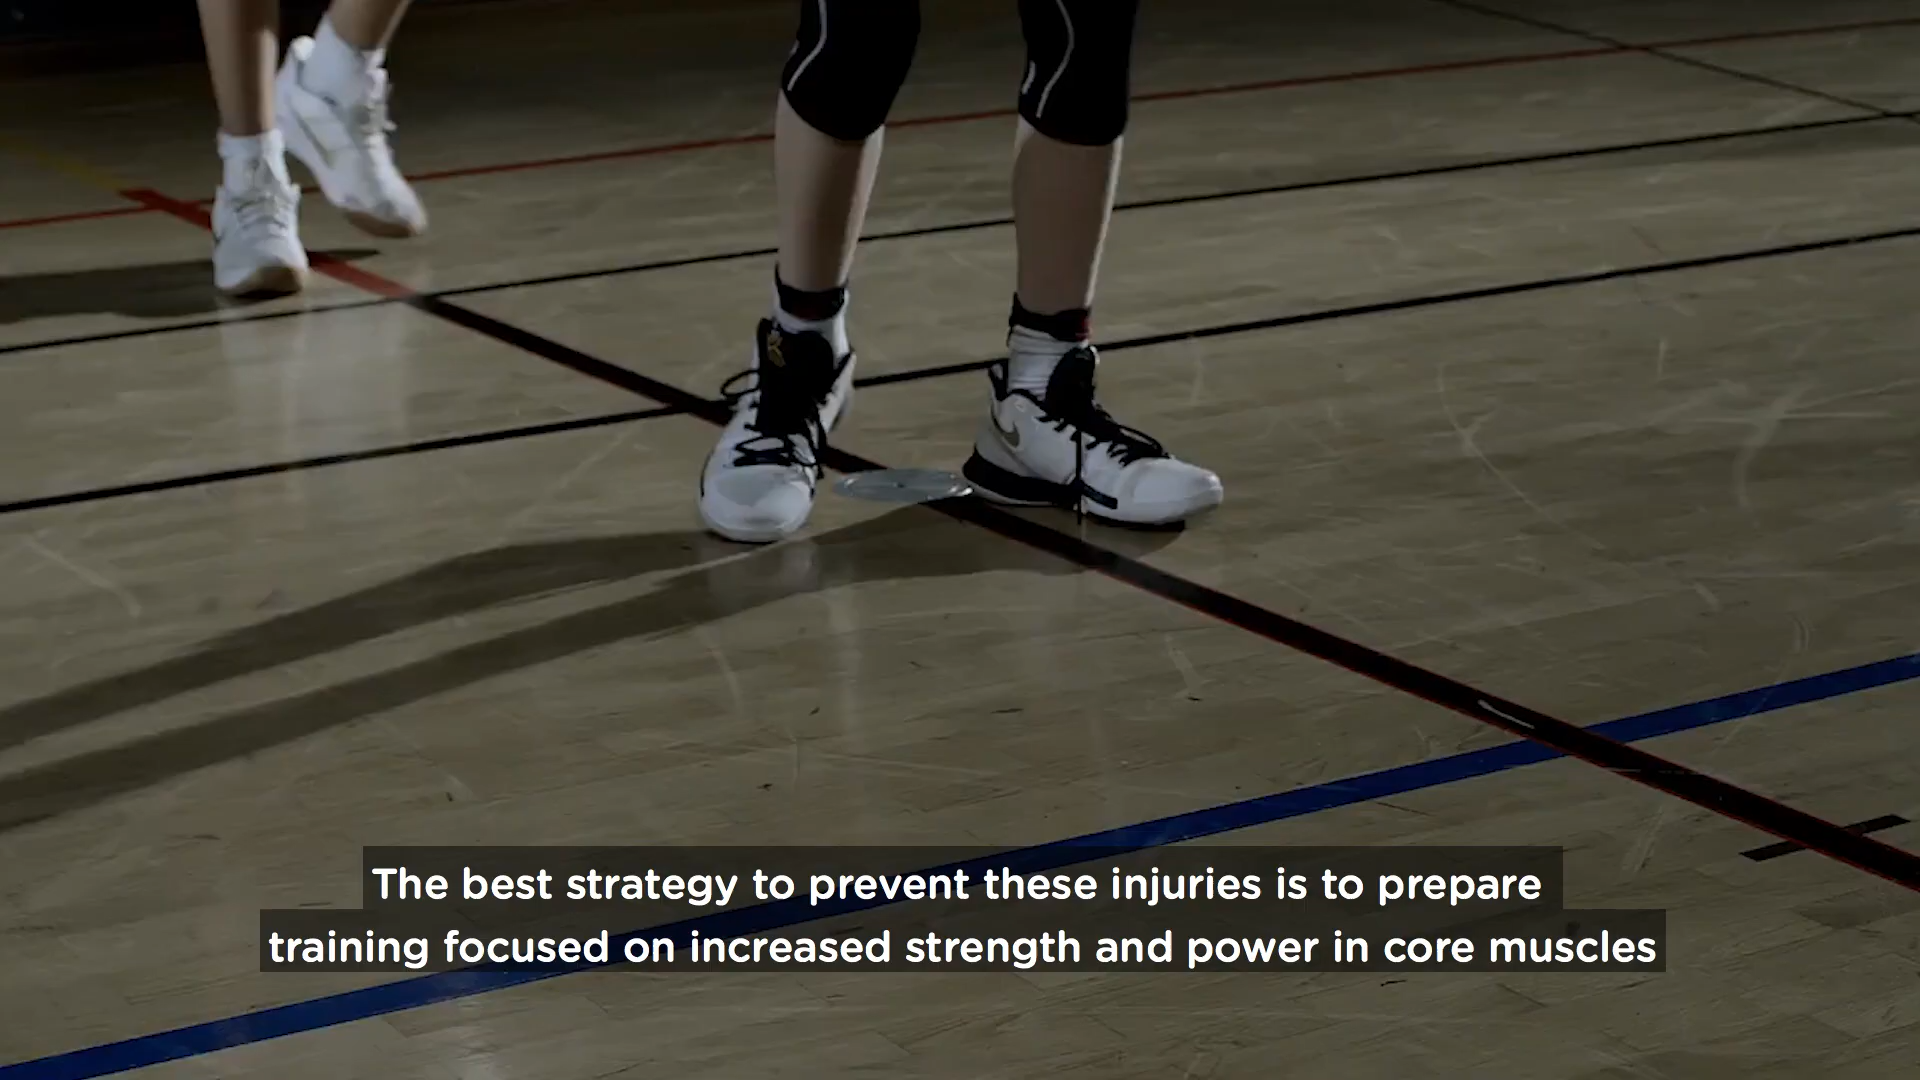 The best strategy to prevent these injuries is to prepare
training focused on increased strength and power in core muscles